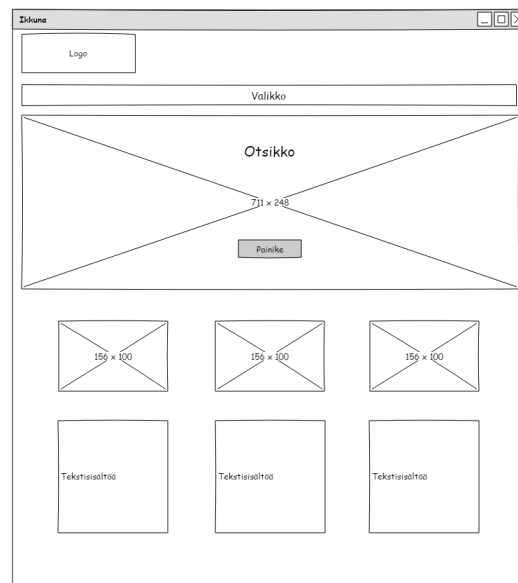 Ikkuna
Logo
Valikko
Otsikko
711 x 248
Painike
156 x 100
156 x 100
156 x 100
Tekstisisältöä
Tekstisisältöä
Tekstisisältöä